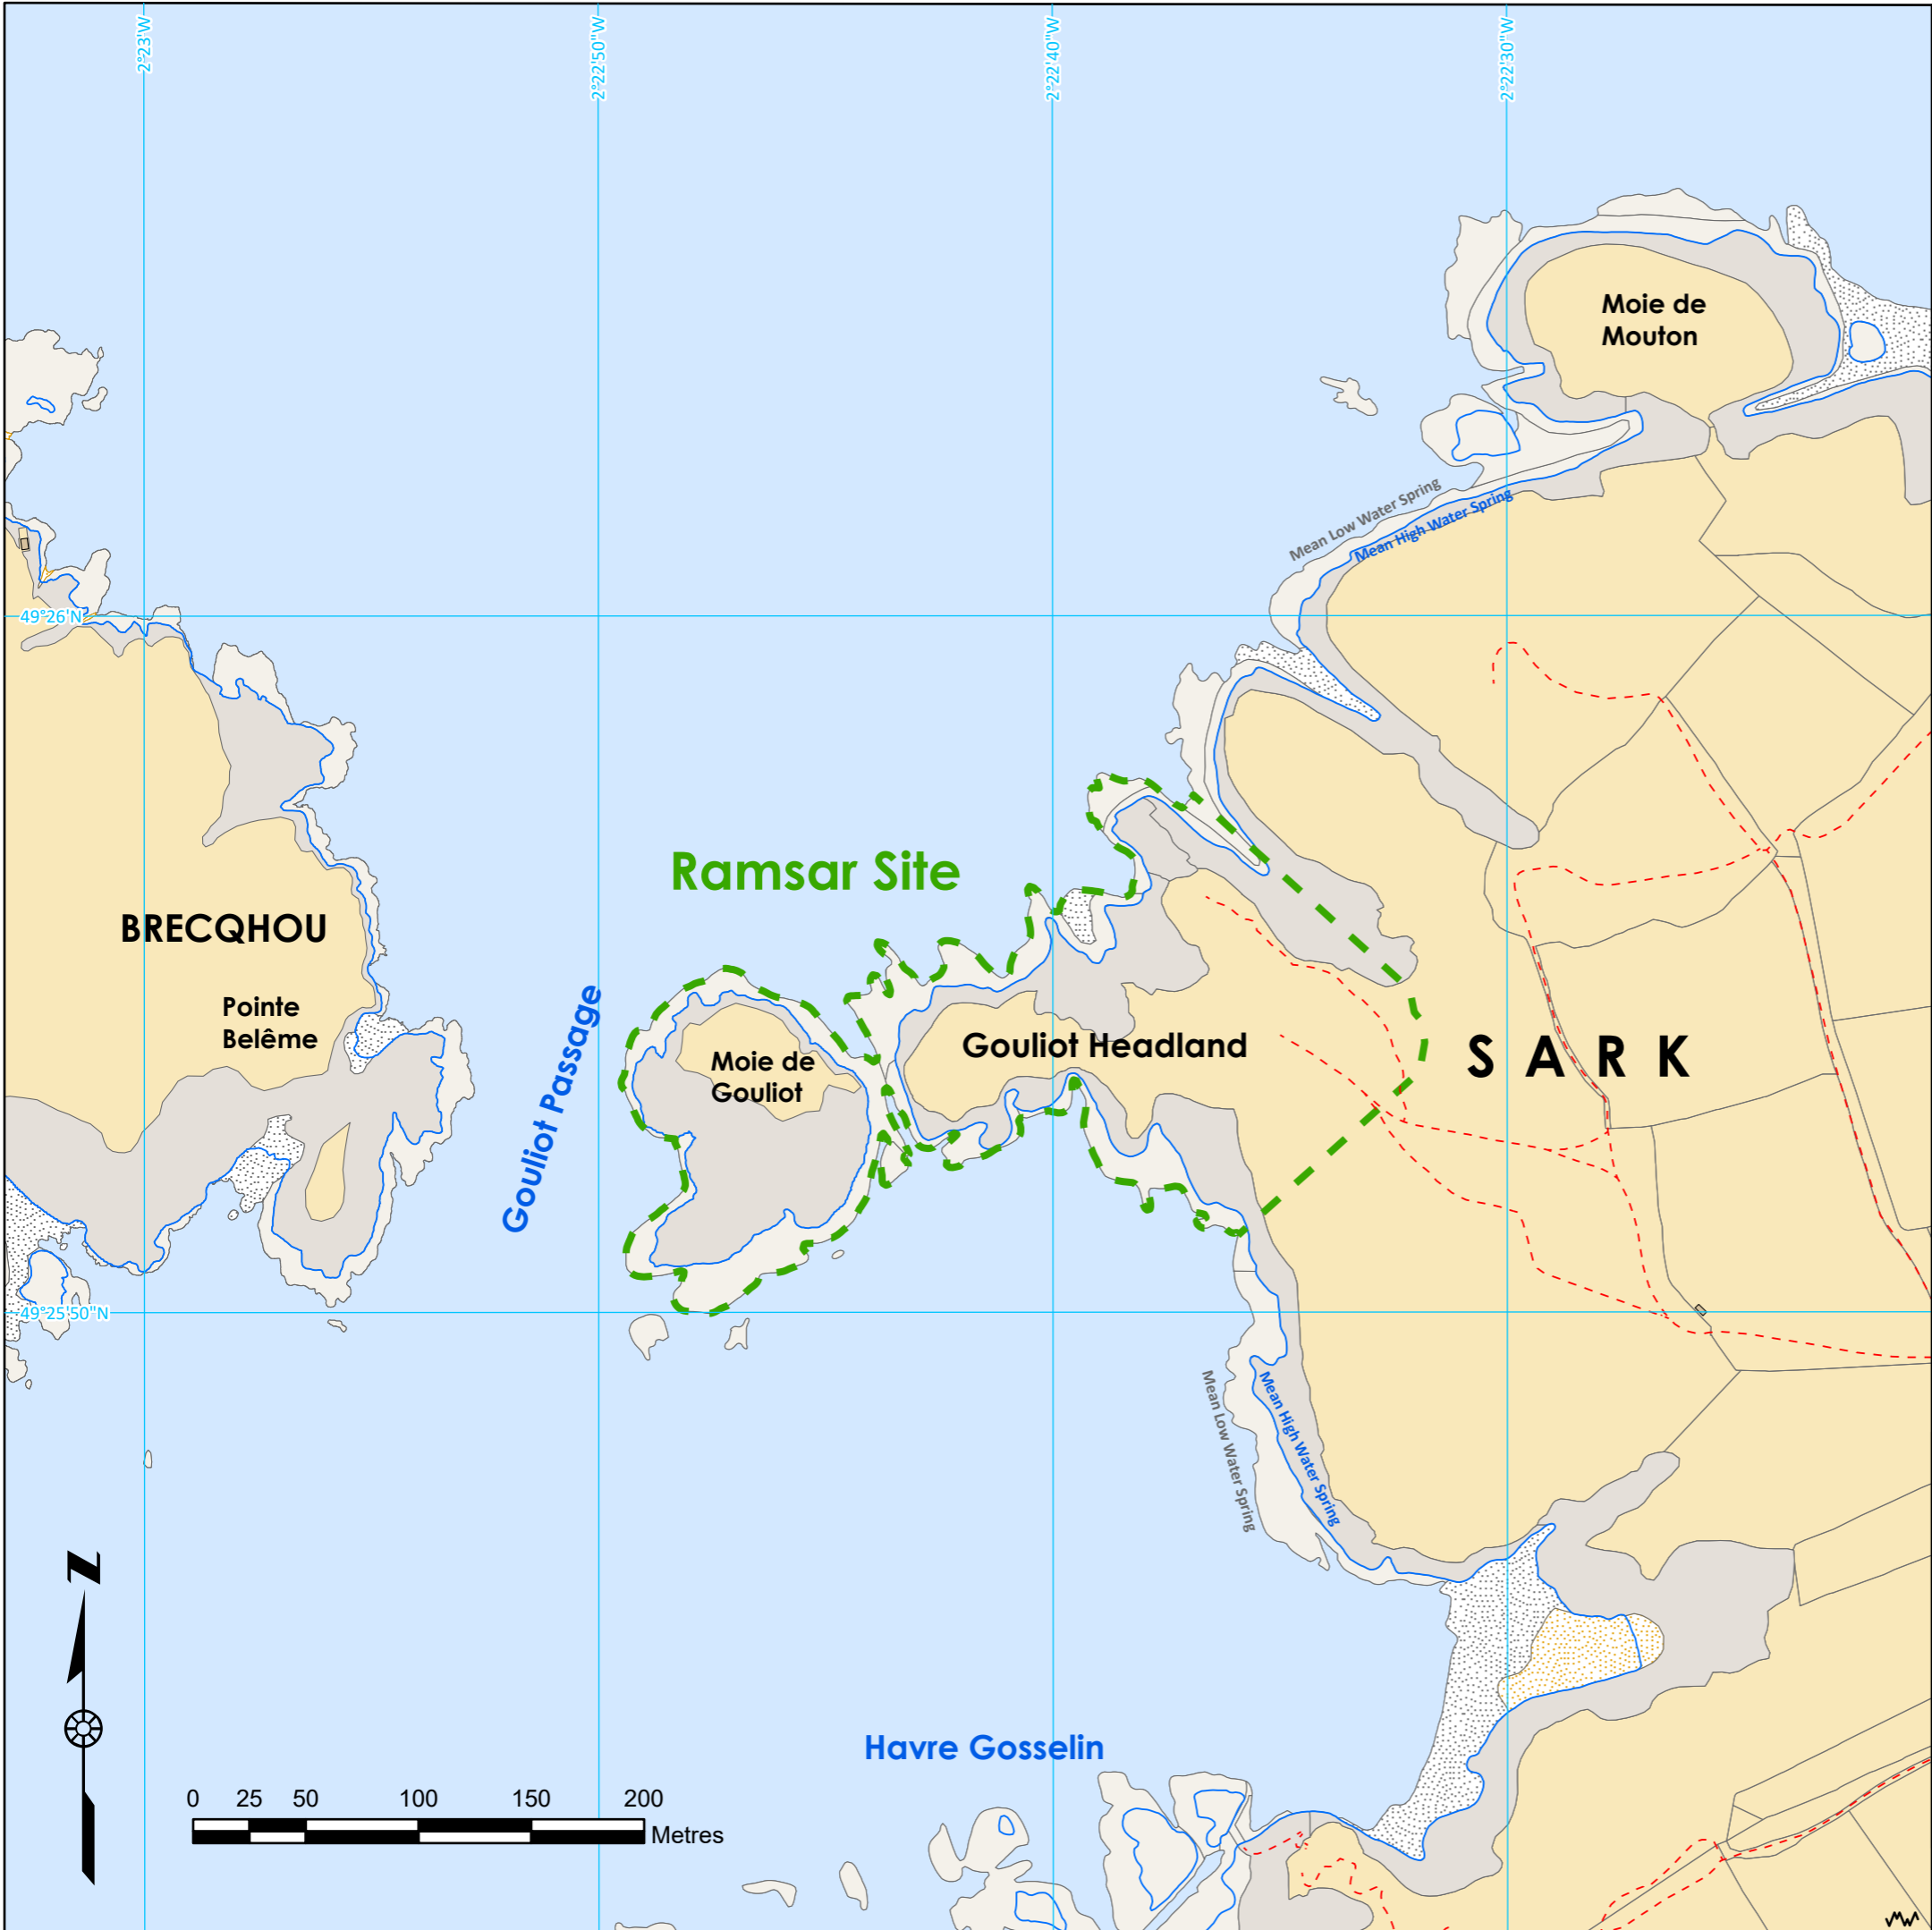 2°23'W
2°22'50"W
2°22'40"W
2°22'30"W
Moie de
Mouton
Mean Low Water Spring
Mean High Water Spring
49°26'N
Ramsar Site
BRECQHOU
Pointe
Belême
Gouliot Passage
Moie de
Gouliot
Gouliot Headland
SARK
49°25'50"N
Mean Low Water Spring
Mean High Water Spring
N
Havre Gosselin
0 25 50 100 150 200
Metres